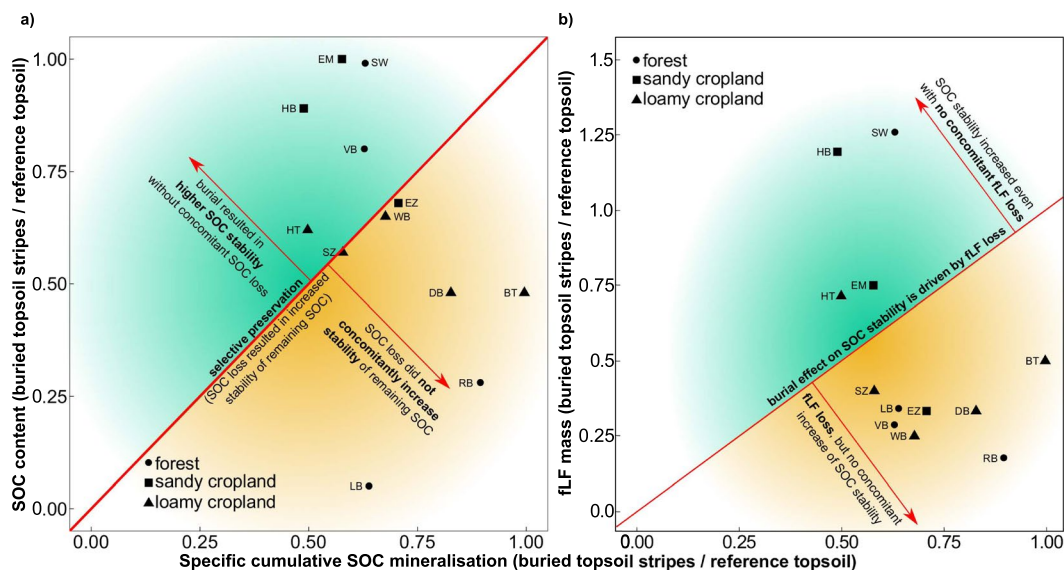 a)
SOC content (buried topsoil stripes / reference topsoil)
1.00
0.75
0.50
0.25
0.00
EM
SW
HB
VB
EZ
WB
HT
SZ
DB
BT
RB
LB
burial resulted in
higher SOC stability
without concomitant SOC loss
selective preservation
(SOC loss resulted in increased
stability of remaining SOC)
SOC loss did not
concomitantly increase
stability of remaining SOC
forest
sandy cropland
loamy cropland
0.00
0.25
0.50
0.75
1.00
b)
fLF mass (buried topsoil stripes / reference topsoil)
1.5
1.25
1.0
0.75
0.5
0.25
0.0
forest
sandy cropland
loamy cropland
SOC stability increased even
with no concomitant fLF loss
SW
HB
EM
HT
burial effect on SOC stability is driven by fLF loss
BT
SZ
LB
EZ
DB
VB
WB
RB
fLF loss, but no concomitant
increase of SOC stability
0.00
0.25
0.50
0.75
1.00
Specific cumulative SOC mineralisation (buried topsoil stripes / reference topsoil)